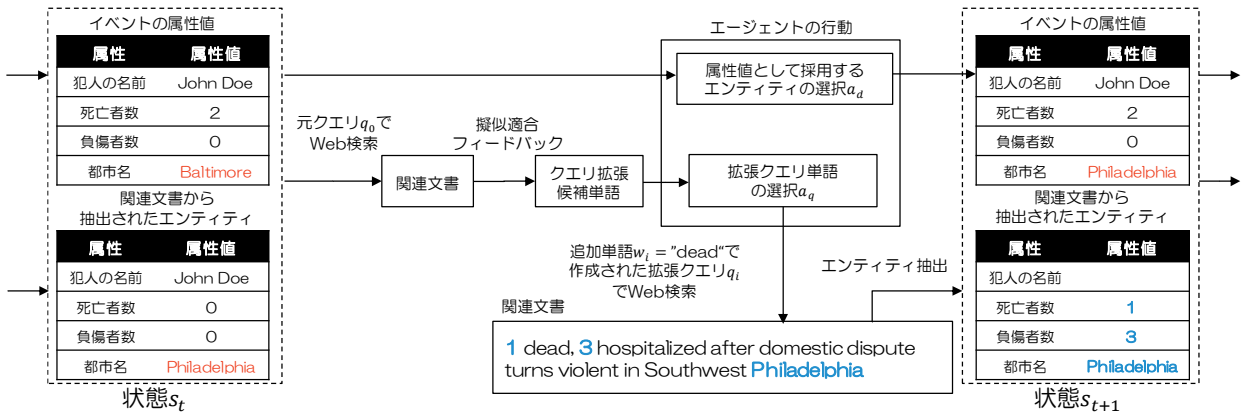 イベントの属性値
属性 属性値
犯人の名前 John Doe
死亡者数 2
負傷者数 0
都市名 Baltimore
関連文書から
抽出されたエンティティ
属性 属性値
犯人の名前 John Doe
死亡者数 0
負傷者数 0
都市名 Philadelphia
状態s_t
元クエリq_0で
Web検索
関連文書
擬似適合
フィードバック
クエリ拡張
候補単語
エージェントの行動
属性値として採用する
エンティティの選択a_d
拡張クエリ単語
の選択a_q
追加単語w_i = "dead"で
作成された拡張クエリq_i
でWeb検索
関連文書
1 dead, 3 hospitalized after domestic dispute
turns violent in Southwest Philadelphia
エンティティ抽出
イベントの属性値
属性 属性値
犯人の名前 John Doe
死亡者数 2
負傷者数 0
都市名 Philadelphia
関連文書から
抽出されたエンティティ
属性 属性値
犯人の名前
死亡者数 1
負傷者数 3
都市名 Philadelphia
状態s_{t+1}